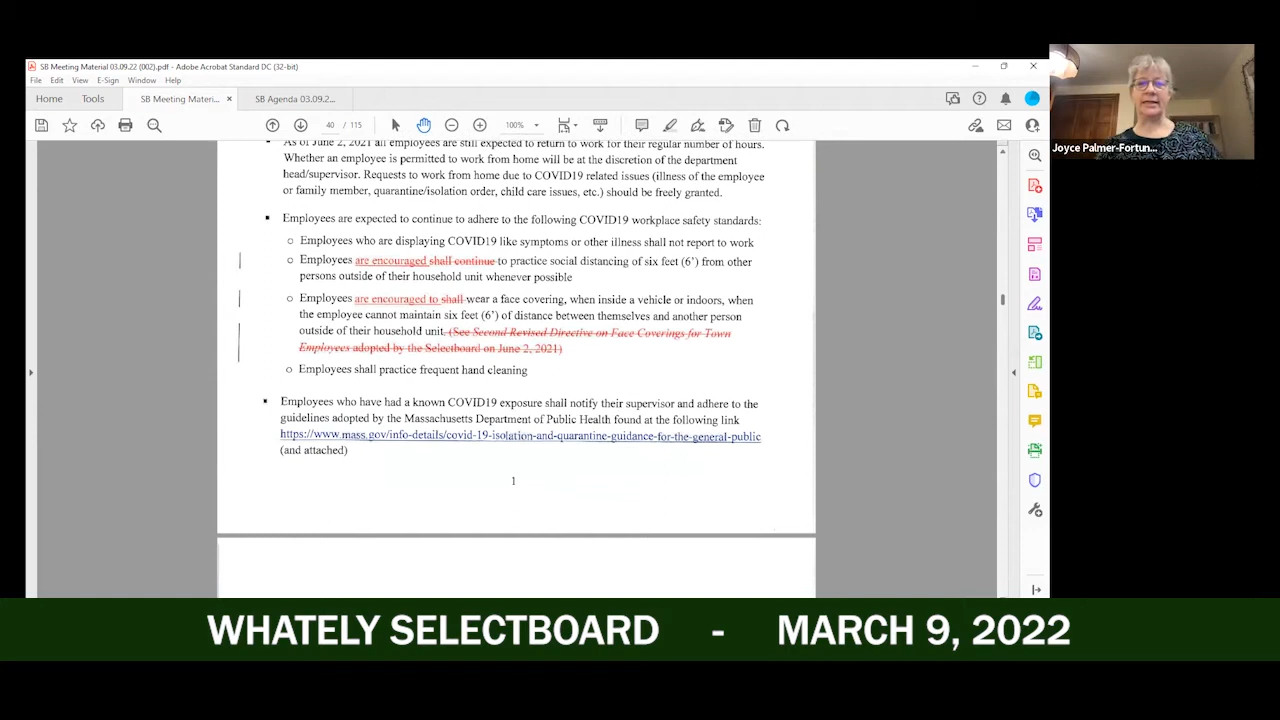 SB Meeting Material 03.09.22 (002).pdf - Adobe Acrobat Standard DC (32-bit)
File Edit View E-Sign Window Help
Home Tools SB Meeting Materi... × SB Agenda 03.09.2...
40 / 115 100%
As of June 2, 2021 all employees are still expected to return to work for their regular number of hours.
Whether an employee is permitted to work from home will be at the discretion of the department
head/supervisor. Requests to work from home due to COVID19 related issues (illness of the employee
or family member, quarantine/isolation order, child care issues, etc.) should be freely granted.
▪ Employees are expected to continue to adhere to the following COVID19 workplace safety standards:
o Employees who are displaying COVID19 like symptoms or other illness shall not report to work
o Employees are encouraged shall continue to practice social distancing of six feet (6') from other
persons outside of their household unit whenever possible
o Employees are encouraged to shall wear a face covering, when inside a vehicle or indoors, when
the employee cannot maintain six feet (6') of distance between themselves and another person
outside of their household unit. (See Second Revised Directive on Face Coverings for Town
Employees adopted by the Selectboard on June 2, 2021)
o Employees shall practice frequent hand cleaning
▪ Employees who have had a known COVID19 exposure shall notify their supervisor and adhere to the
guidelines adopted by the Massachusetts Department of Public Health found at the following link
https://www.mass.gov/info-details/covid-19-isolation-and-quarantine-guidance-for-the-general-public
(and attached)
1
Joyce Palmer-Fortun...
WHATELY SELECTBOARD - MARCH 9, 2022